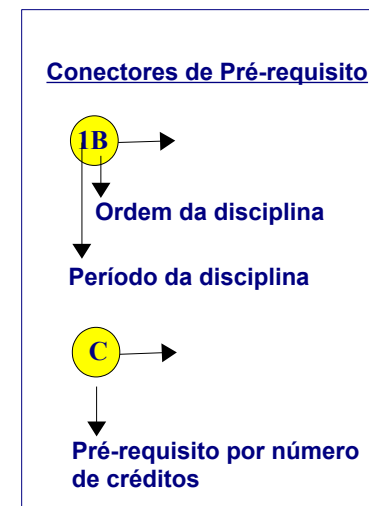 Conectores de Pré-requisito
1B
Ordem da disciplina
Período da disciplina
C
Pré-requisito por número
de créditos